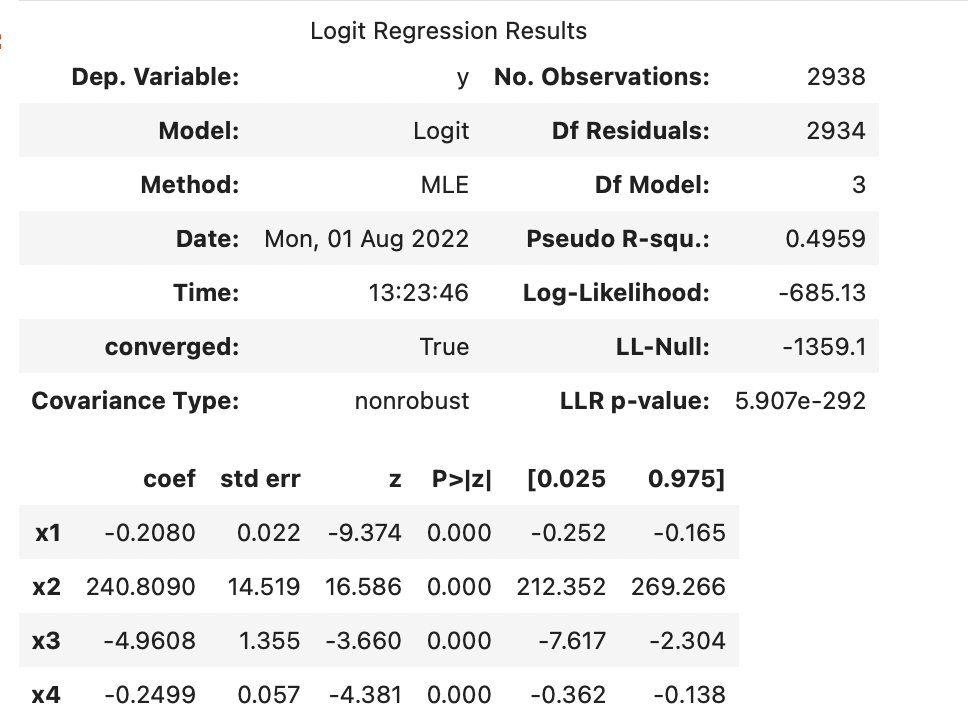 Logit Regression Results
Dep. Variable: y No. Observations: 2938
Model: Logit Df Residuals: 2934
Method: MLE Df Model: 3
Date: Mon, 01 Aug 2022 Pseudo R-squ.: 0.4959
Time: 13:23:46 Log-Likelihood: -685.13
converged: True LL-Null: -1359.1
Covariance Type: nonrobust LLR p-value: 5.907e-292
coef std err z P>|z| [0.025 0.975]
x1 -0.2080 0.022 -9.374 0.000 -0.252 -0.165
x2 240.8090 14.519 16.586 0.000 212.352 269.266
x3 -4.9608 1.355 -3.660 0.000 -7.617 -2.304
x4 -0.2499 0.057 -4.381 0.000 -0.362 -0.138